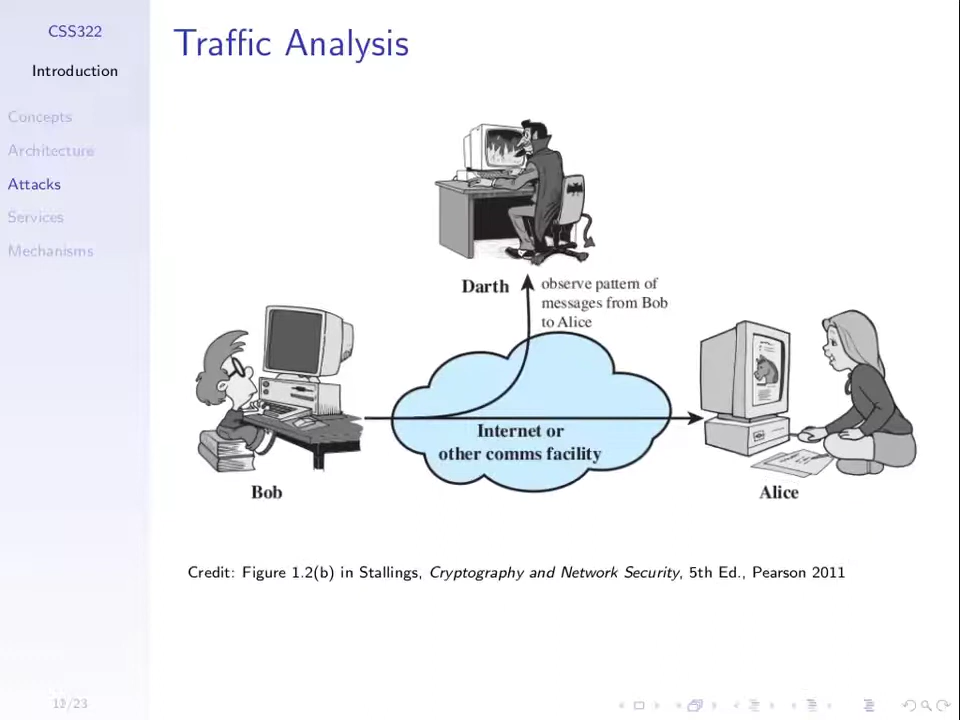 CSS322
Introduction
Concepts
Architecture
Attacks
Services
Mechanisms
Traffic Analysis
Darth
observe pattern of
messages from Bob
to Alice
Internet or
other comms facility
Bob
Alice
Credit: Figure 1.2(b) in Stallings, Cryptography and Network Security, 5th Ed., Pearson 2011